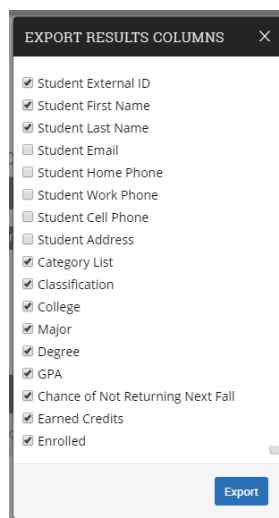 EXPORT RESULTS COLUMNS
Student External ID
Student First Name
Student Last Name
Student Email
Student Home Phone
Student Work Phone
Student Cell Phone
Student Address
Category List
Classification
College
Major
Degree
GPA
Chance of Not Returning Next Fall
Earned Credits
Enrolled
Export